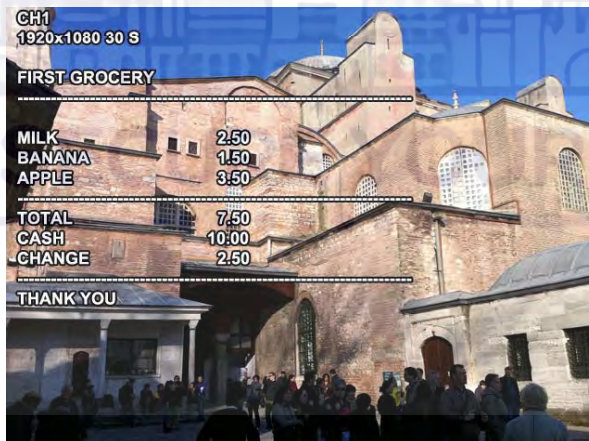 CH1
1920x1080 30 S
FIRST GROCERY
MILK 2.50
BANANA 1.50
APPLE 3.50
TOTAL 7.50
CASH 10.00
CHANGE 2.50
THANK YOU